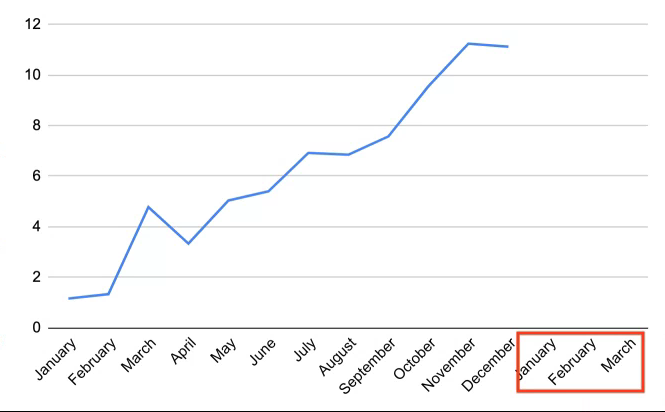 12
10
8
6
4
2
0
January
February
March
April
May
June
July
August
September
October
November
December
January
February
March